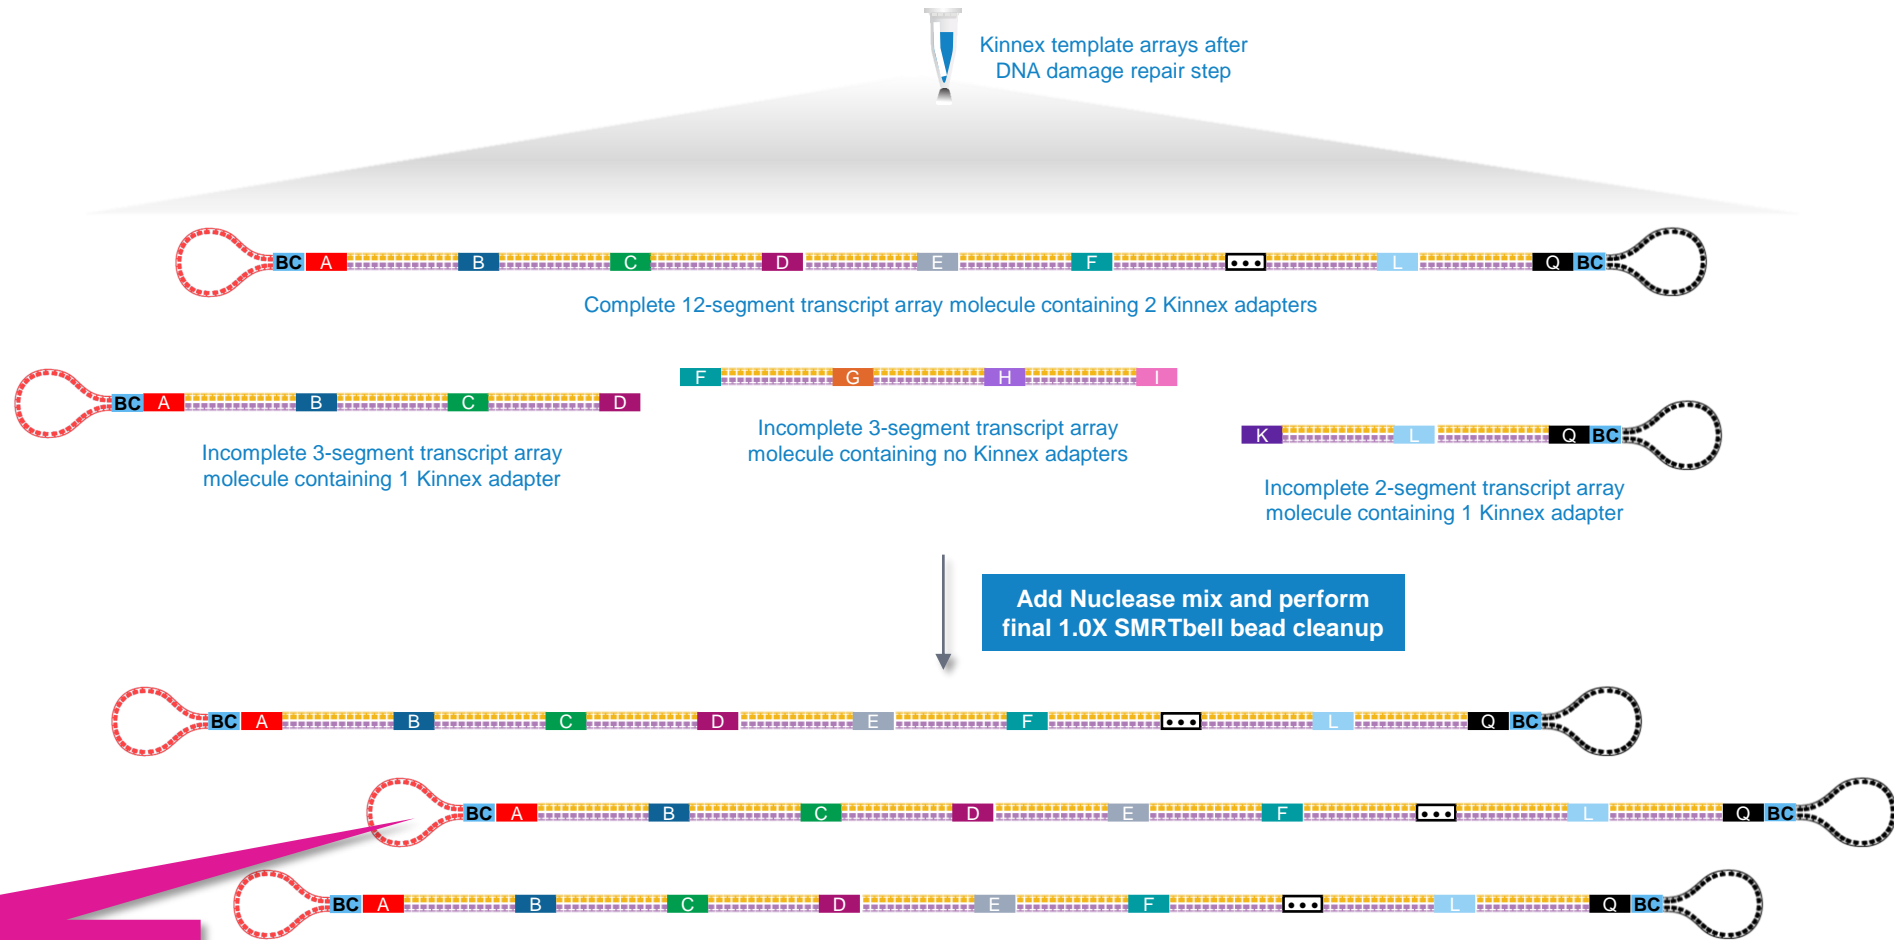 Kinnex template arrays after
DNA damage repair step
BC A B C D E F ... L Q BC
Complete 12-segment transcript array molecule containing 2 Kinnex adapters
F G H I
BC A B C D
Incomplete 3-segment transcript array
molecule containing no Kinnex adapters
K L Q BC
Incomplete 3-segment transcript array
molecule containing 1 Kinnex adapter
Incomplete 2-segment transcript array
molecule containing 1 Kinnex adapter
Add Nuclease mix and perform
final 1.0X SMRTbell bead cleanup
BC A B C D E F ... L Q BC
BC A B C D E F ... L Q BC
BC A B C D E F ... L Q BC